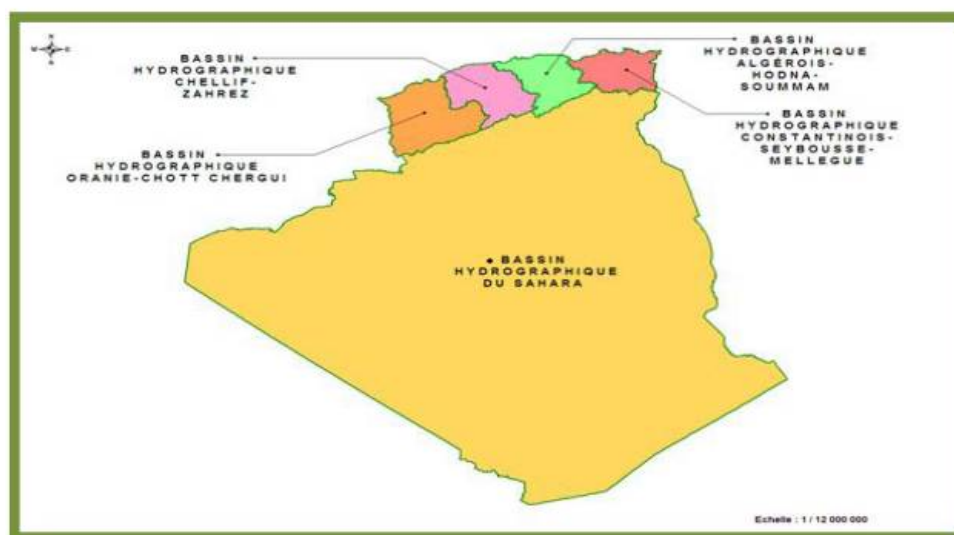 N
W E
S
BASSIN
HYDROGRAPHIQUE
CHELLIF-
ZAHREZ
BASSIN
HYDROGRAPHIQUE
ALGÉROIS-
HODNA-
SOUMMAM
BASSIN
HYDROGRAPHIQUE
CONSTANTINOIS-
SEYBOUSSE-
MELLEGUE
BASSIN
HYDROGRAPHIQUE
ORANIE-CHOTT CHERGUI
BASSIN
HYDROGRAPHIQUE
DU SAHARA
Echelle : 1 / 12 000 000